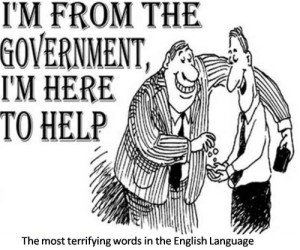 I'M FROM THE
GOVERNMENT,
I'M HERE
TO HELP
The most terrifying words in the English Language